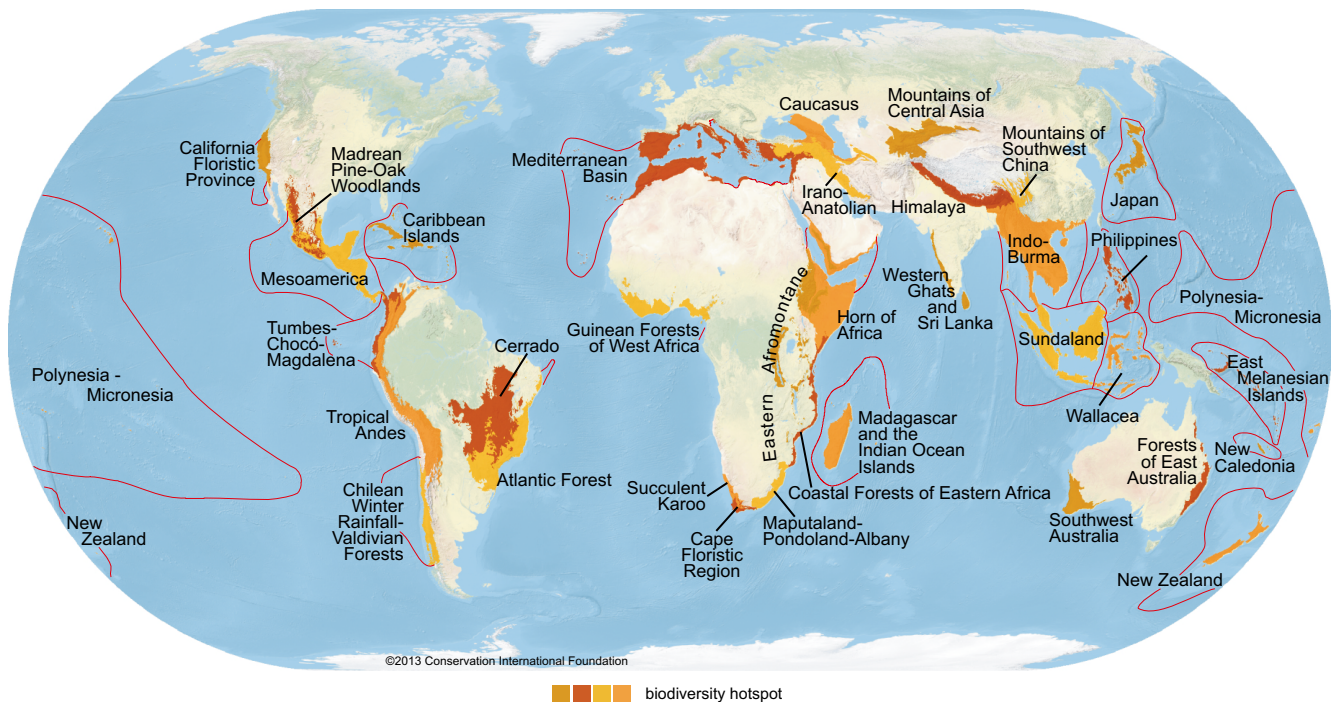 Caucasus
Mountains of
Central Asia
Mountains of
Southwest
China
California
Floristic
Province
Madrean
Pine-Oak
Woodlands
Mediterranean
Basin
Irano-
Anatolian
Himalaya
Japan
Caribbean
Islands
Indo-
Burma
Philippines
Mesoamerica
Western
Ghats
and
Sri Lanka
Polynesia-
Micronesia
Tumbes-
Chocó-
Magdalena
Guinean Forests
of West Africa
Horn of
Africa
Eastern Afromontane
Sundaland
Cerrado
East
Melanesian
Islands
Polynesia -
Micronesia
Wallacea
Tropical
Andes
Madagascar
and the
Indian Ocean
Islands
Forests
of East
Australia
New
Caledonia
Atlantic Forest
Chilean
Winter
Rainfall-
Valdivian
Forests
Succulent
Karoo
Coastal Forests of Eastern Africa
Maputaland-
Pondoland-Albany
Cape
Floristic
Region
Southwest
Australia
New
Zealand
New Zealand
©2013 Conservation International Foundation
biodiversity hotspot